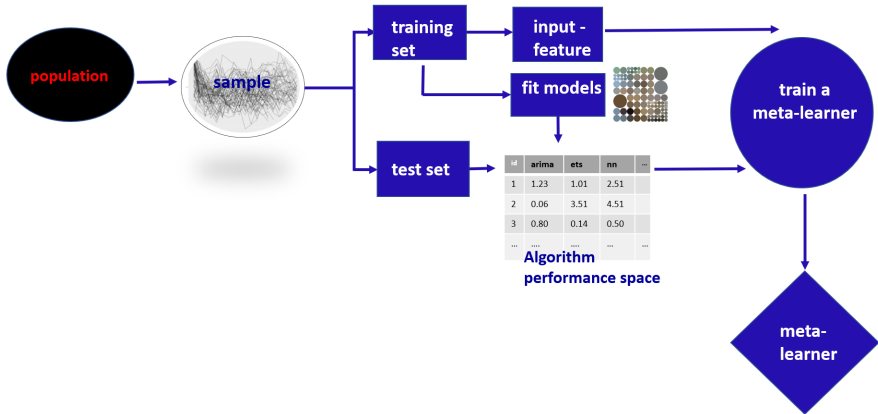 population
sample
training
set
input -
feature
fit models
train a
meta-learner
test set
id arima ets nn ...
1 1.23 1.01 2.51
2 0.06 3.51 4.51
3 0.80 0.14 0.50
... .... .... ... ...
Algorithm
performance space
meta-
learner